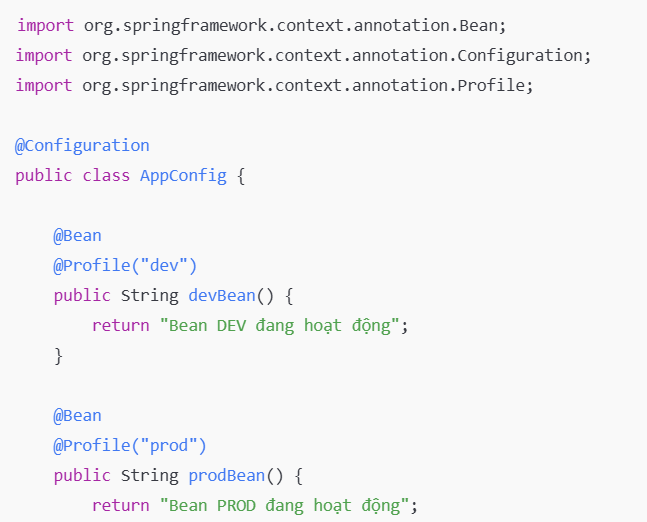 import org.springframework.context.annotation.Bean;
import org.springframework.context.annotation.Configuration;
import org.springframework.context.annotation.Profile;
@Configuration
public class AppConfig {
@Bean
@Profile("dev")
public String devBean() {
return "Bean DEV đang hoạt động";
}
@Bean
@Profile("prod")
public String prodBean() {
return "Bean PROD đang hoạt động";